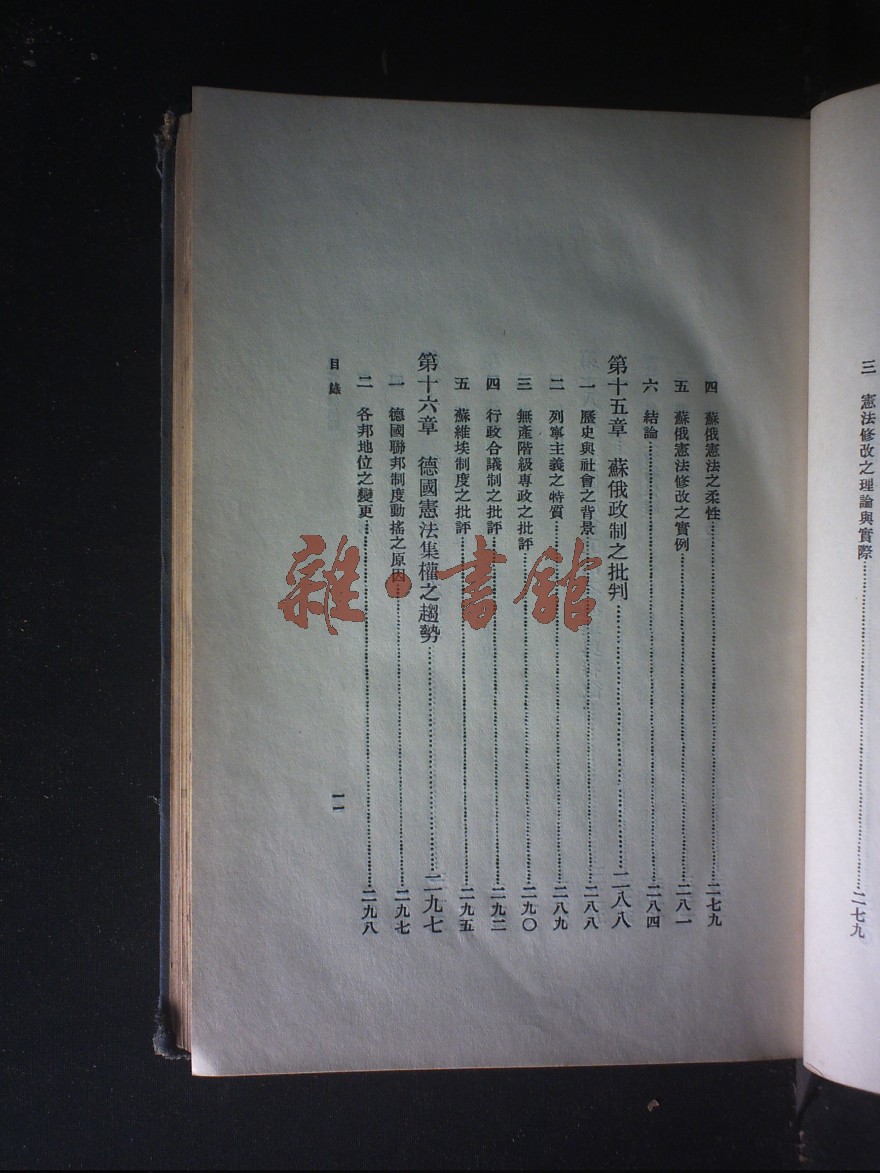 三　憲法修改之理論與實際……二七九
四　蘇俄憲法之柔性……二七九
五　蘇俄憲法修改之實例……二八一
六　結論……二八四
第十五章　蘇俄政制之批判……二八八
一　歷史與社會之背景……二八八
二　列寧主義之特質……二八九
三　無產階級專政之批評……二九〇
四　行政合議制之批評……二九二
五　蘇維埃制度之批評……二九五
第十六章　德國憲法集權之趨勢……二九七
一　德國聯邦制度動搖之原因……二九七
二　各邦地位之變更……二九八
目錄
一一
雜·書館